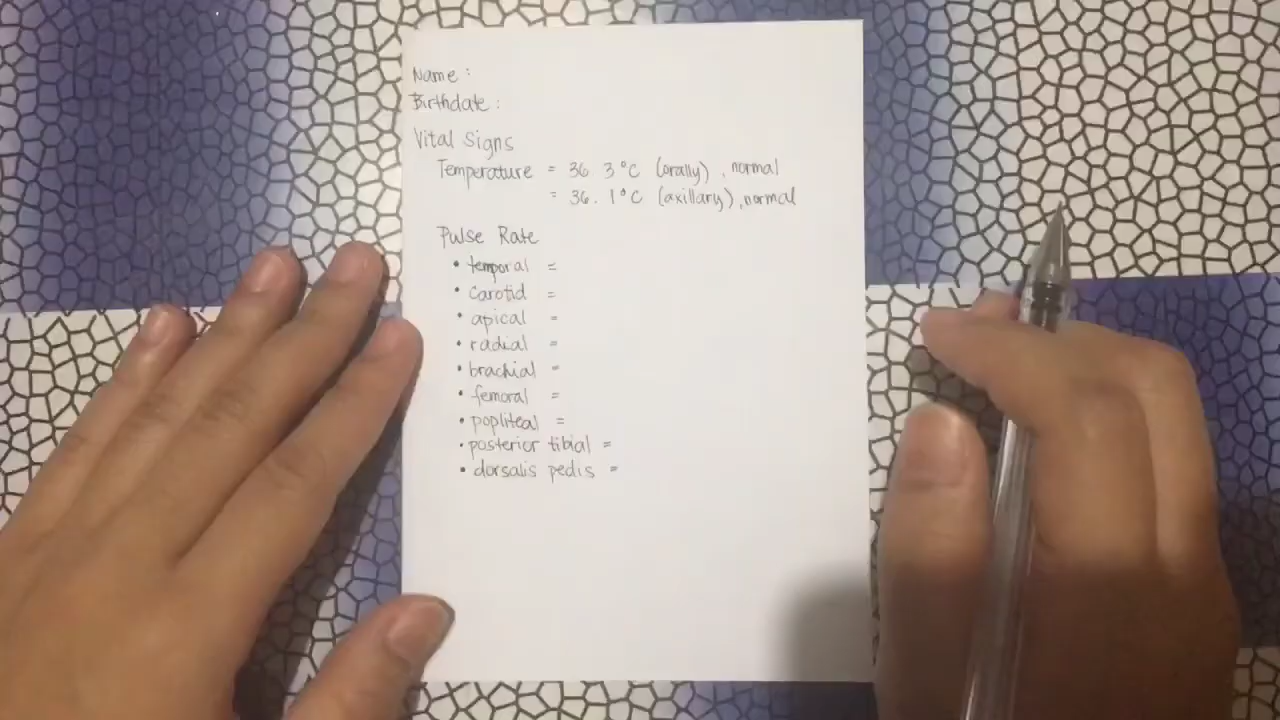 Name :
Birthdate :
Vital Signs
Temperature = 36 3°C (orally) , normal
= 36. 1°C (axillary) , normal
Pulse Rate
• temporal =
• carotid =
• apical =
• radial =
• brachial =
• femoral =
• popliteal =
• posterior tibial =
• dorsalis pedis =